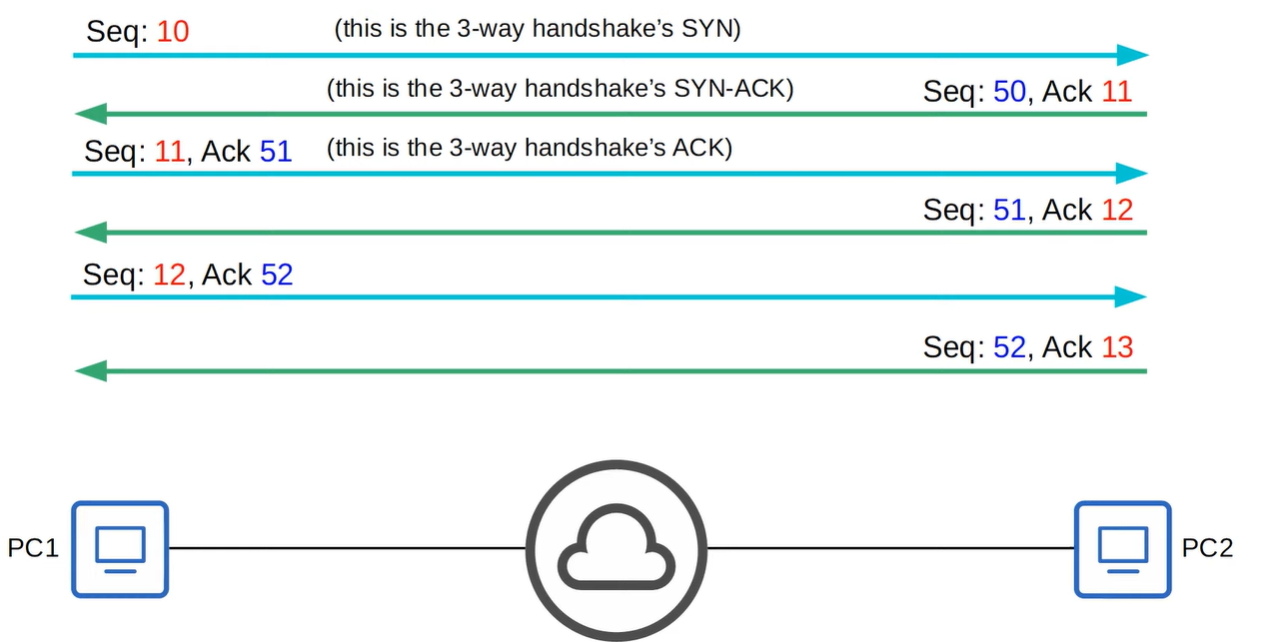 Seq: 10 (this is the 3-way handshake's SYN)
(this is the 3-way handshake's SYN-ACK) Seq: 50, Ack 11
Seq: 11, Ack 51 (this is the 3-way handshake's ACK)
Seq: 51, Ack 12
Seq: 12, Ack 52
Seq: 52, Ack 13
PC1 PC2